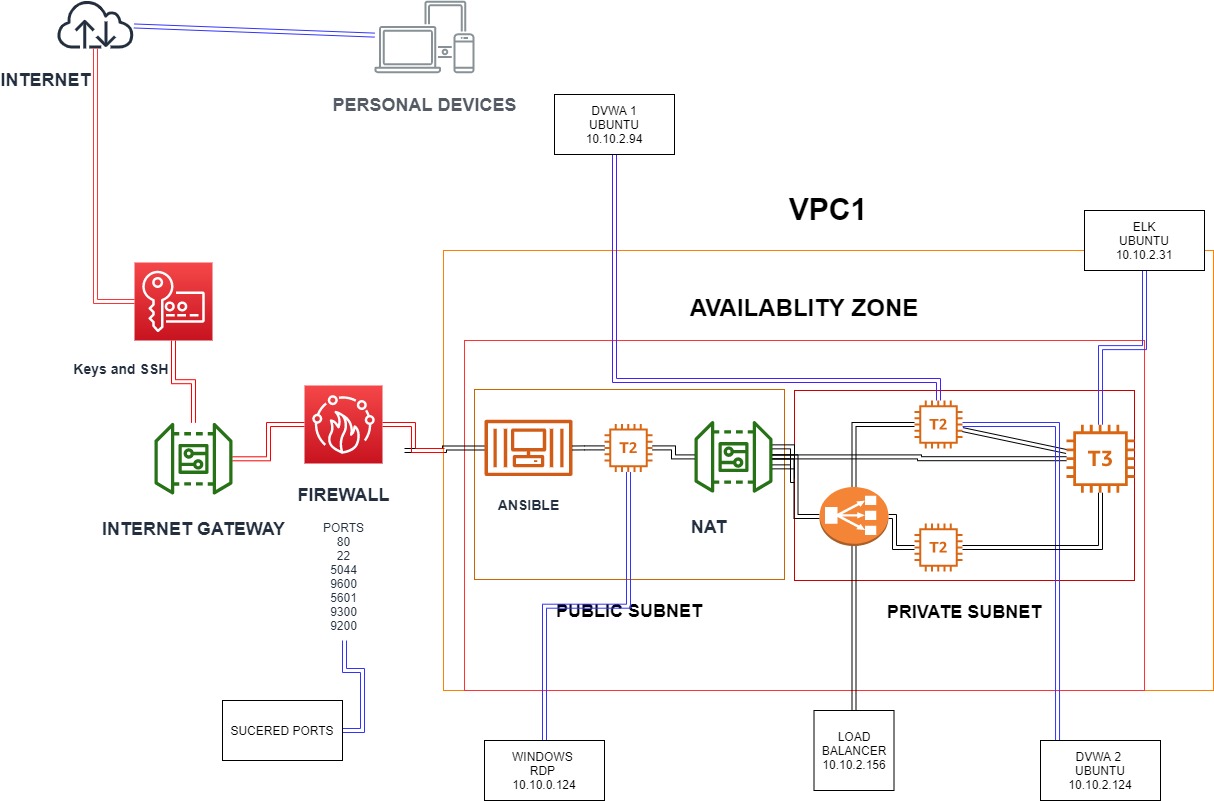 INTERNET
PERSONAL DEVICES
DVWA 1
UBUNTU
10.10.2.94
VPC1
ELK
UBUNTU
10.10.2.31
AVAILABLITY ZONE
Keys and SSH
T2
T2
T3
ANSIBLE
FIREWALL
INTERNET GATEWAY
NAT
PORTS
80
22
5044
9600
5601
9300
9200
T2
PUBLIC SUBNET
PRIVATE SUBNET
SUCERED PORTS
WINDOWS
RDP
10.10.0.124
LOAD
BALANCER
10.10.2.156
DVWA 2
UBUNTU
10.10.2.124